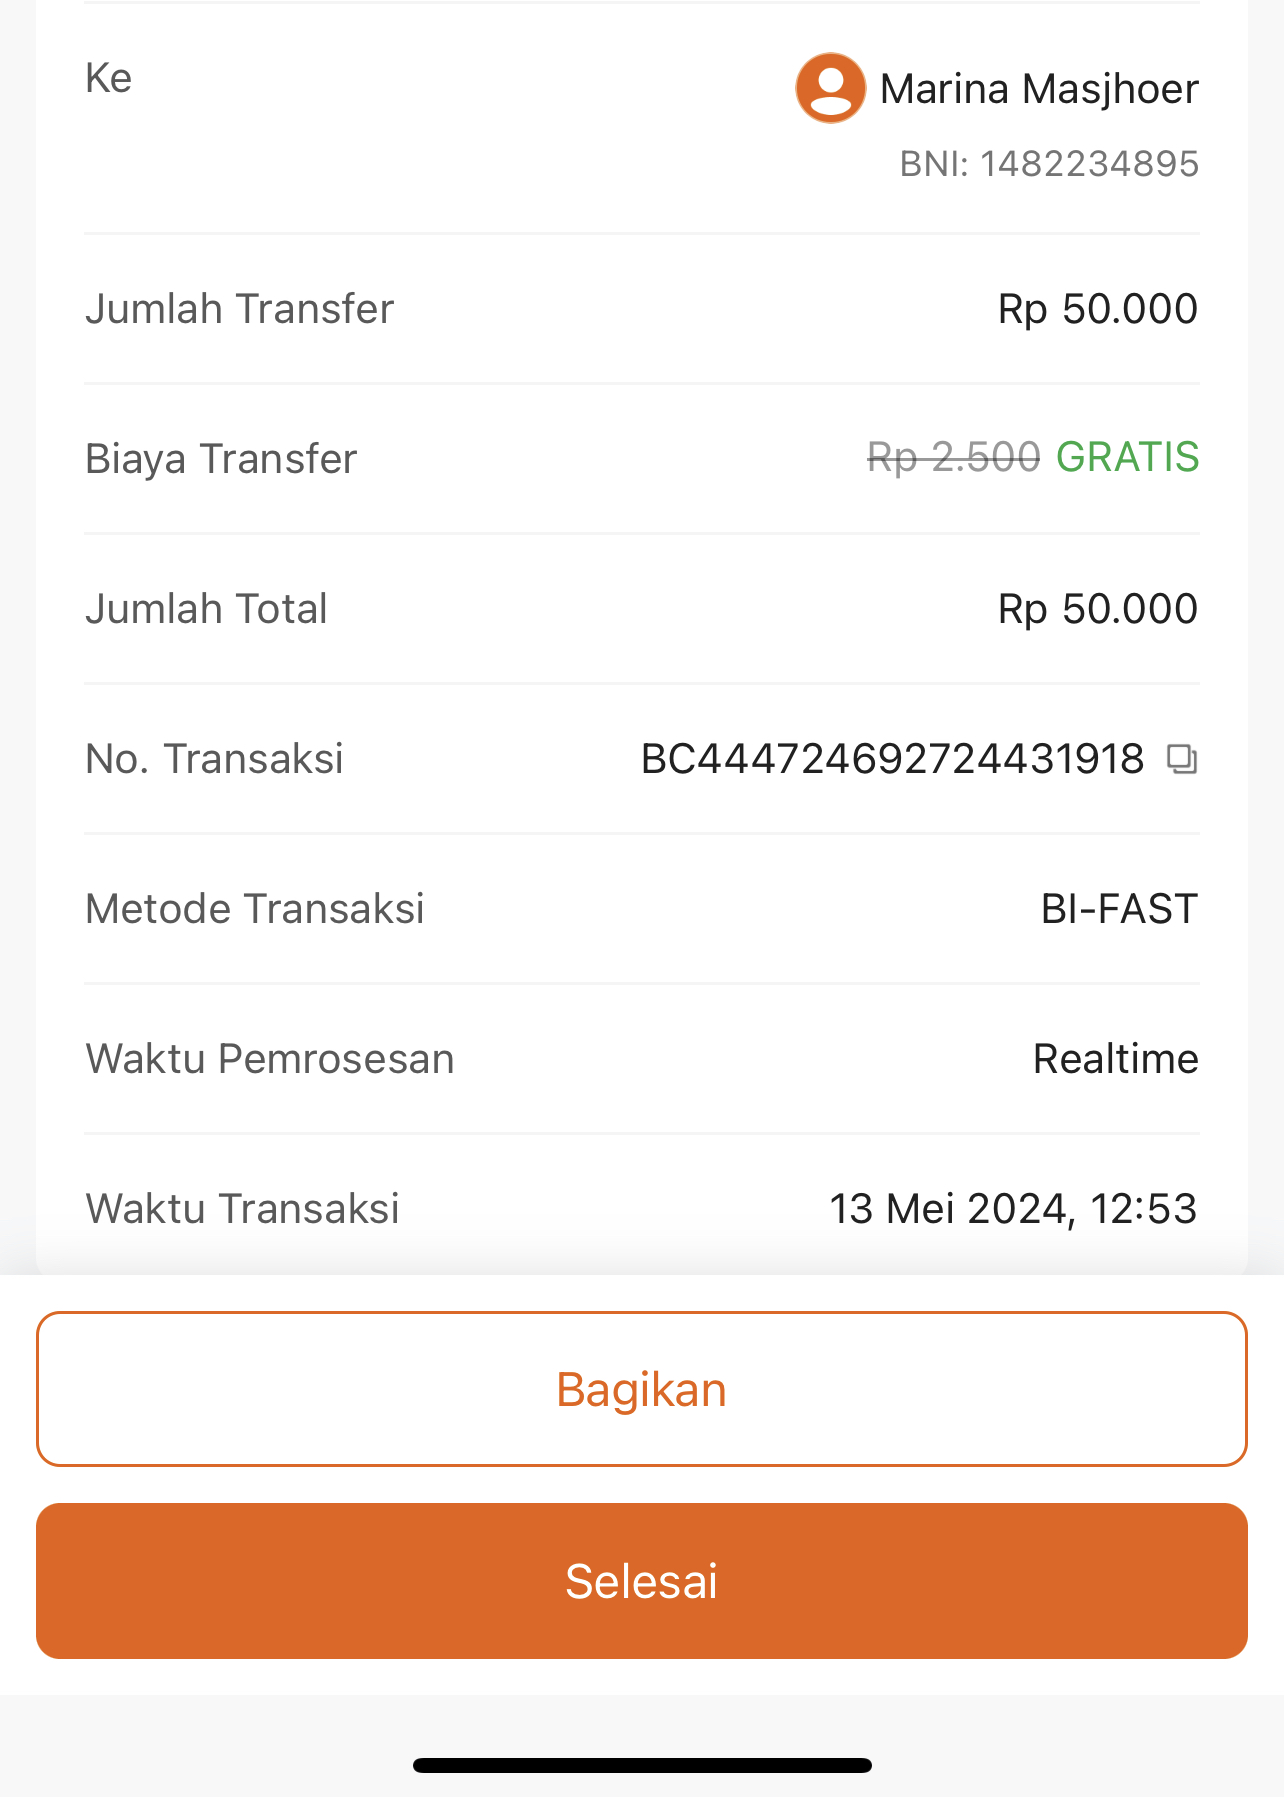 Ke
Marina Masjhoer
BNI: 1482234895
Jumlah Transfer Rp 50.000
Biaya Transfer Rp 2.500 GRATIS
Jumlah Total Rp 50.000
No. Transaksi BC444724692724431918
Metode Transaksi BI-FAST
Waktu Pemrosesan Realtime
Waktu Transaksi 13 Mei 2024, 12:53
Bagikan
Selesai